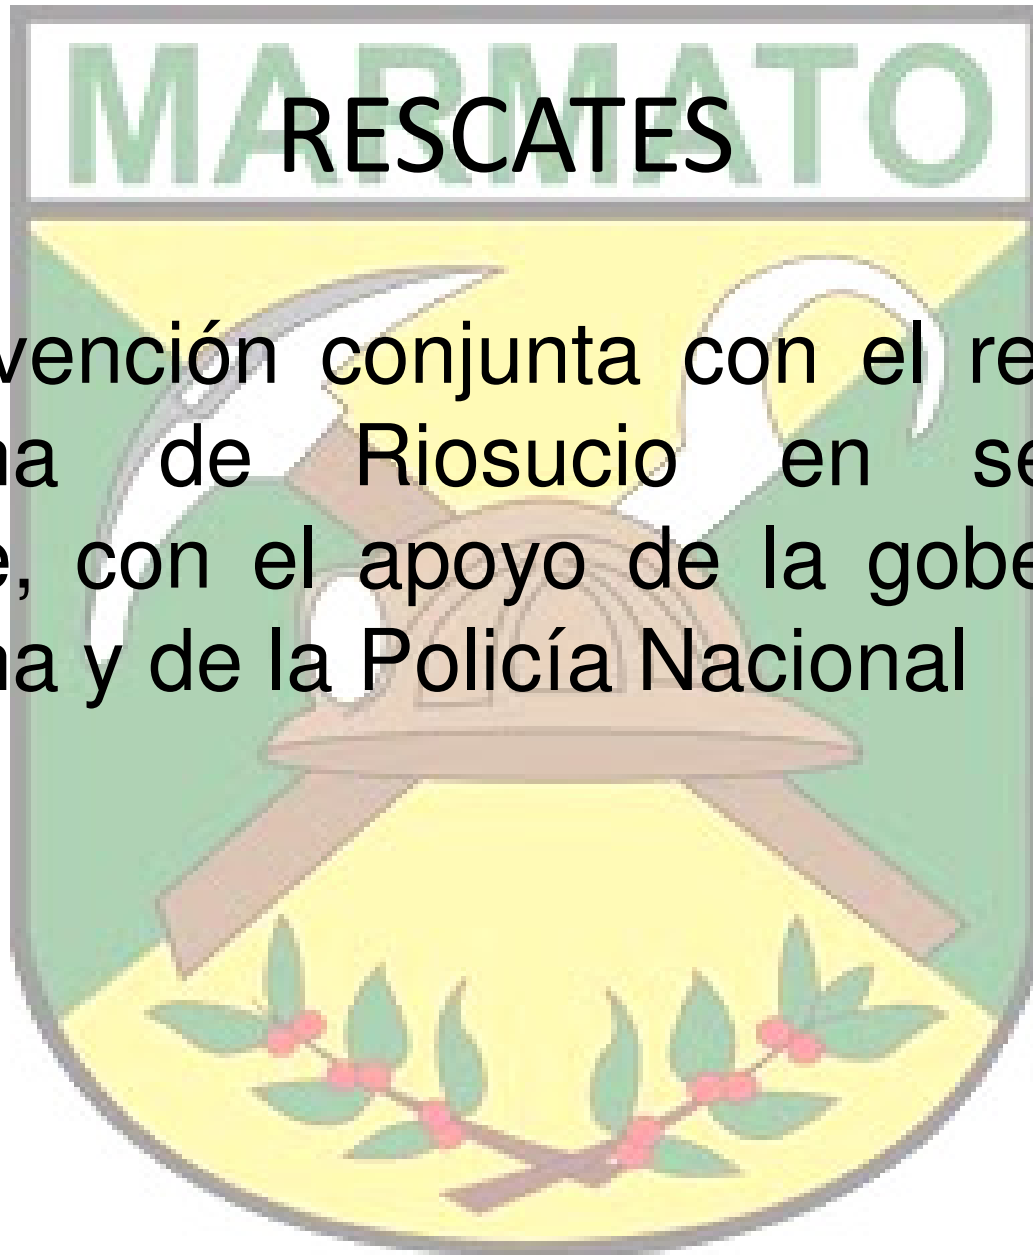 MARMATO
RESCATES
vención conjunta con el re
na de Riosucio en se
e, con el apoyo de la gobe
na y de la Policía Nacional